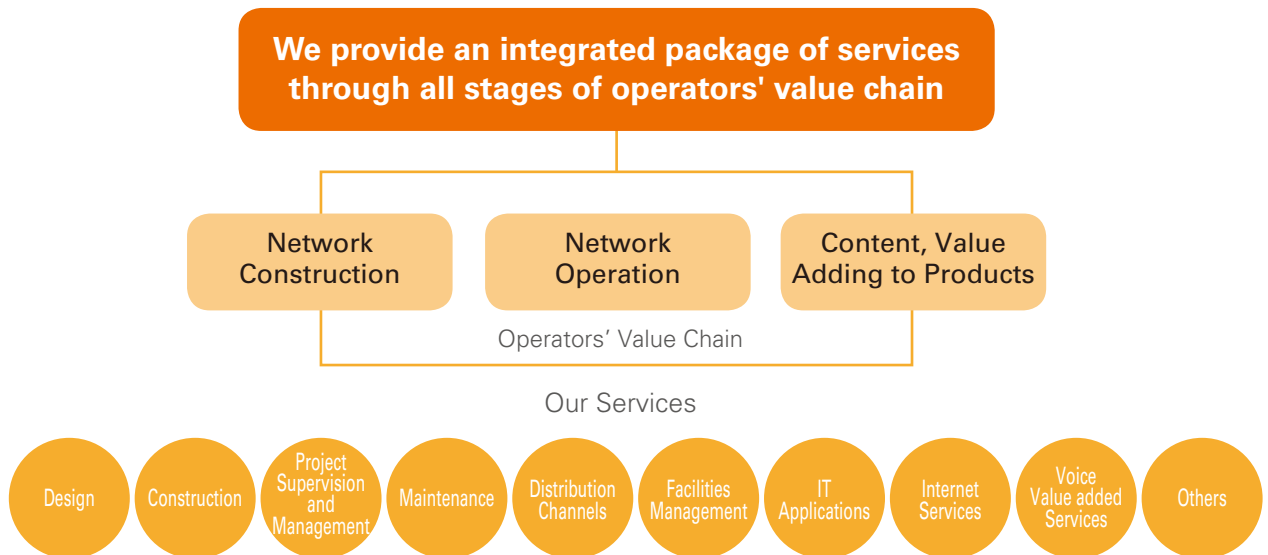 We provide an integrated package of services
through all stages of operators' value chain
Network
Construction
Network
Operation
Content, Value
Adding to Products
Operators’ Value Chain
Our Services
Design
Construction
Project
Supervision
and
Management
Maintenance
Distribution
Channels
Facilities
Management
IT
Applications
Internet
Services
Voice
Value added
Services
Others